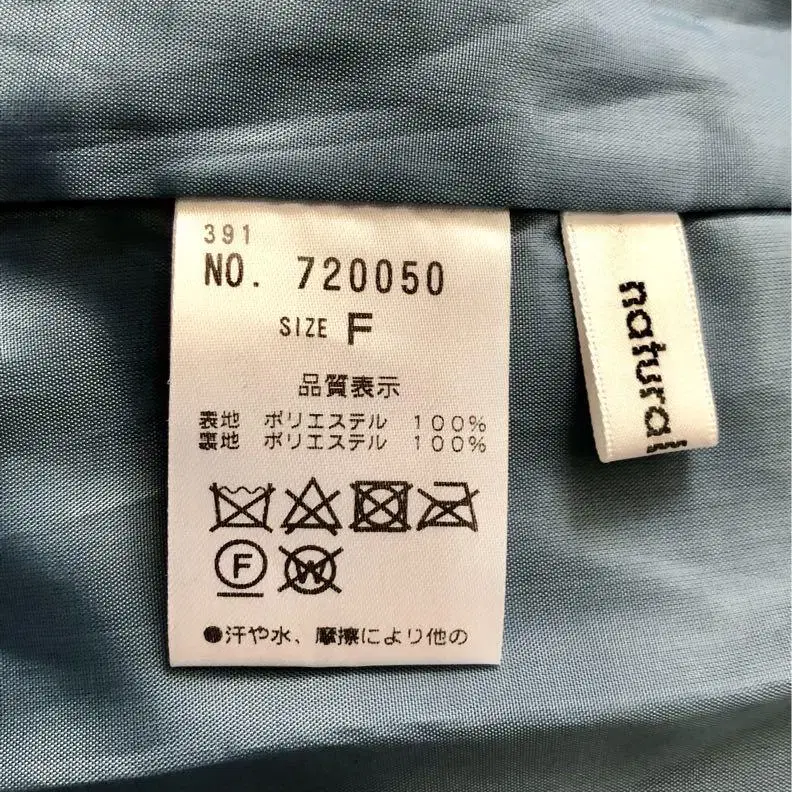 391
NO. 720050
SIZE F
品質表示
表地 ポリエステル 100%
裏地 ポリエステル 100%
F
W
●汗や水、摩擦により他の
natural